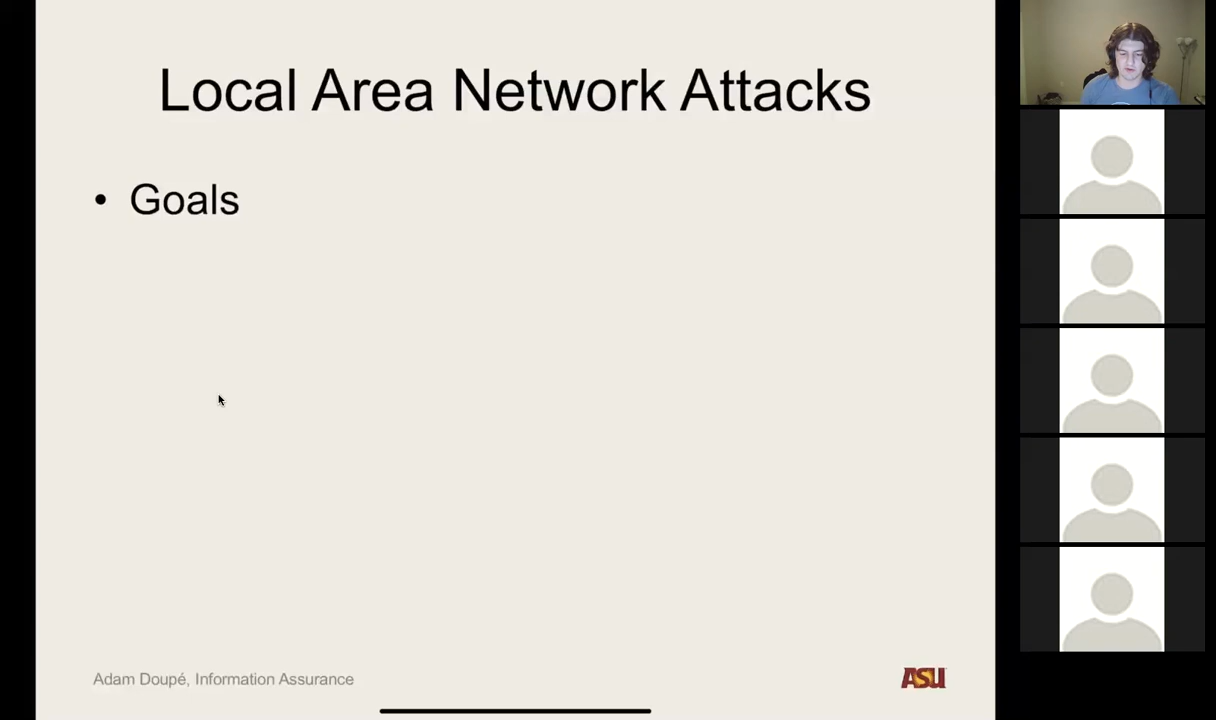 Local Area Network Attacks
• Goals
Adam Doupé, Information Assurance
ASU